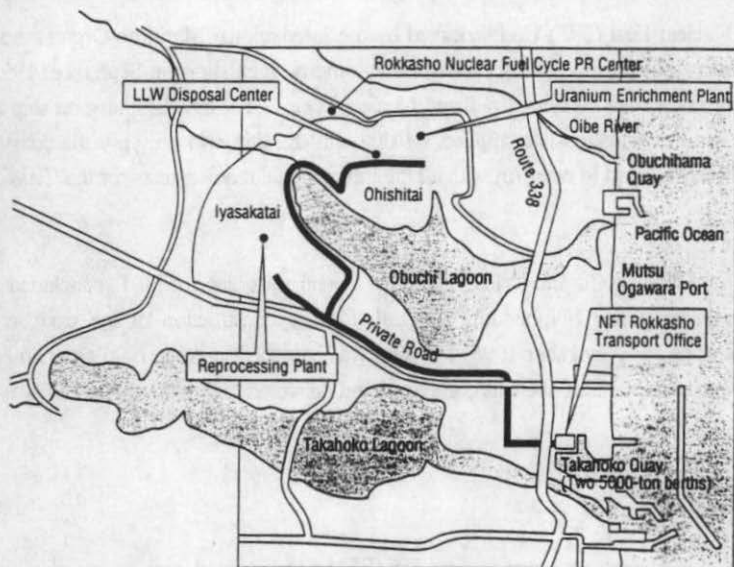 Rokkasho Nuclear Fuel Cycle PR Center
LLW Disposal Center
Uranium Enrichment Plant
Oibe River
Route 338
Obuchihama
Quay
Ohishitai
Iyasakatai
Pacific Ocean
Obuchi Lagoon
Mutsu
Ogawara Port
NFT Rokkasho
Transport Office
Private Road
Reprocessing Plant
Takahoko Lagoon
Takahoko Quay
(Two 5000-ton berths)